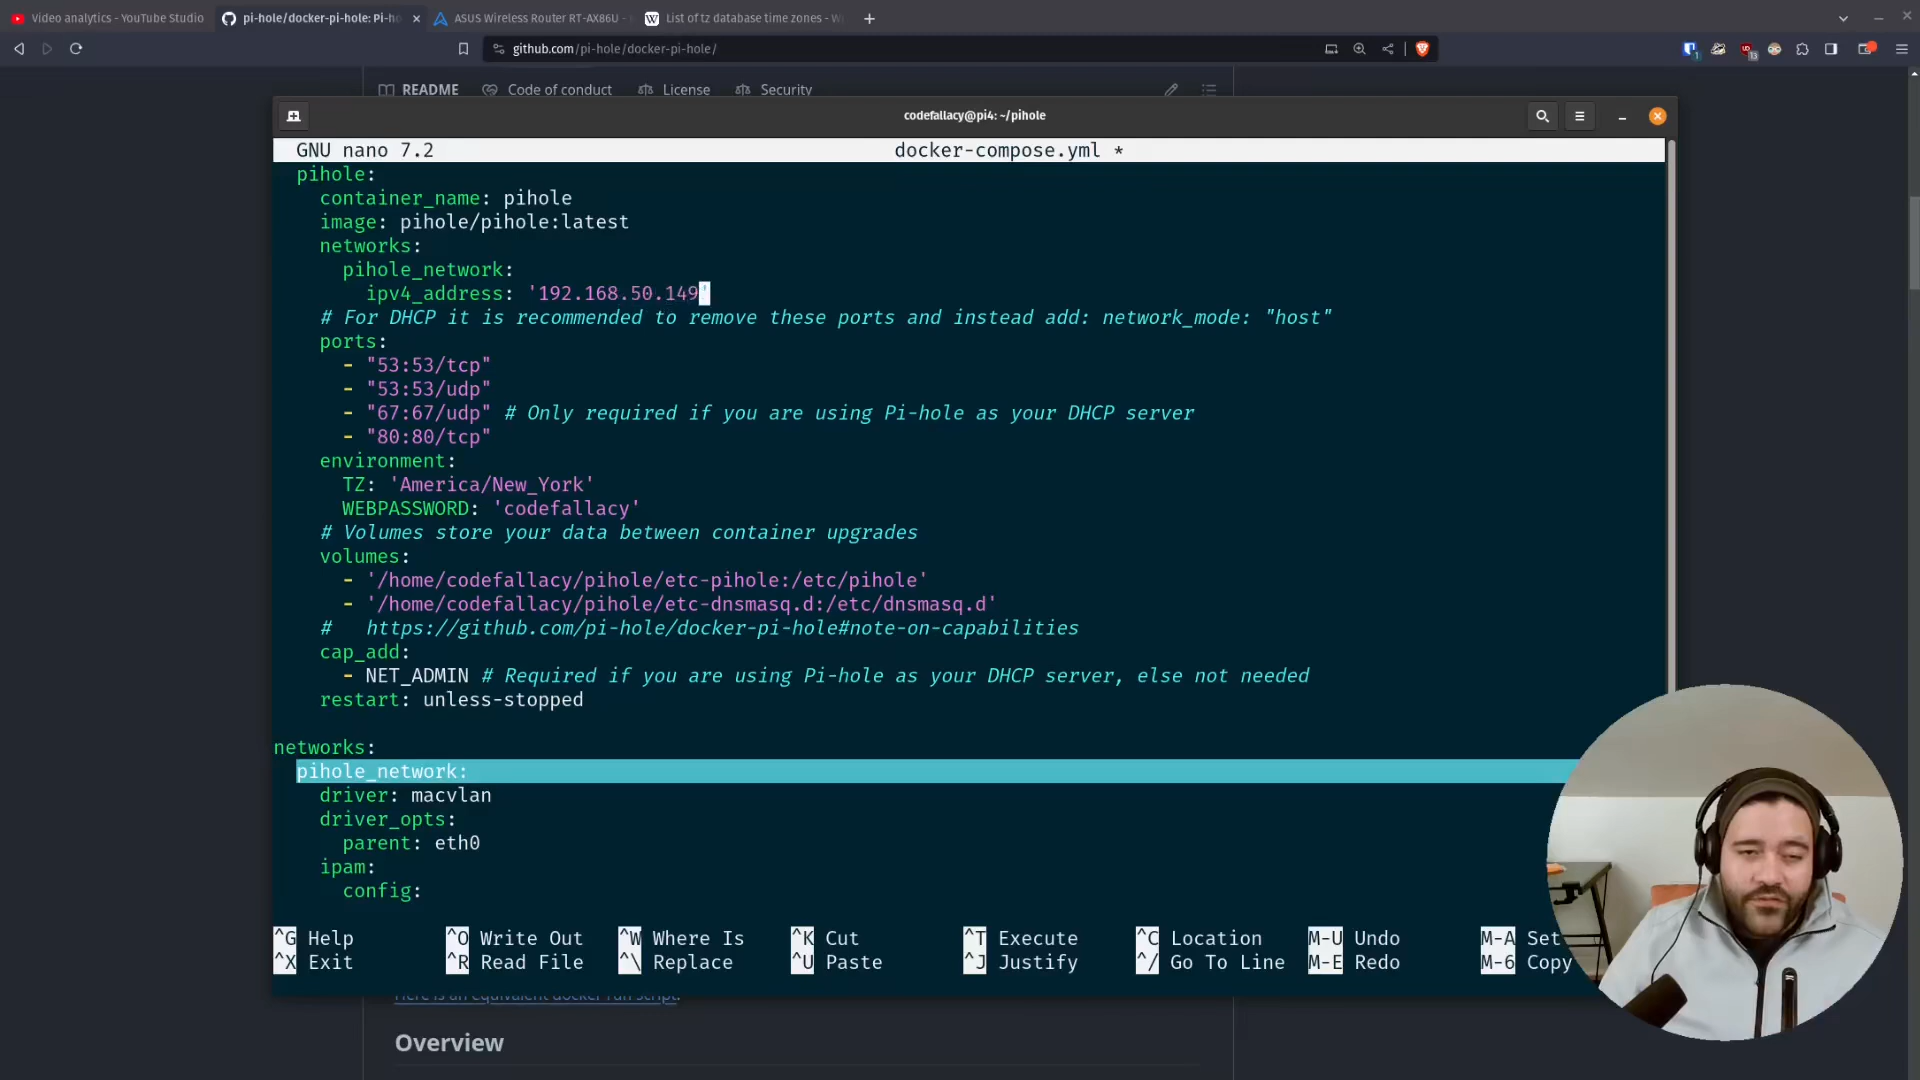 Video analytics - YouTube Studio
pi-hole/docker-pi-hole: Pi-ho
ASUS Wireless Router RT-AX86U -
List of tz database time zones - W
github.com/pi-hole/docker-pi-hole/
1
13
README
Code of conduct
License
Security
codefallacy@pi4: ~/pihole
GNU nano 7.2
docker-compose.yml *
pihole:
container_name: pihole
image: pihole/pihole:latest
networks:
pihole_network:
ipv4_address: '192.168.50.149'
# For DHCP it is recommended to remove these ports and instead add: network_mode: "host"
ports:
- "53:53/tcp"
- "53:53/udp"
- "67:67/udp" # Only required if you are using Pi-hole as your DHCP server
- "80:80/tcp"
environment:
TZ: 'America/New_York'
WEBPASSWORD: 'codefallacy'
# Volumes store your data between container upgrades
volumes:
- '/home/codefallacy/pihole/etc-pihole:/etc/pihole'
- '/home/codefallacy/pihole/etc-dnsmasq.d:/etc/dnsmasq.d'
#   https://github.com/pi-hole/docker-pi-hole#note-on-capabilities
cap_add:
- NET_ADMIN # Required if you are using Pi-hole as your DHCP server, else not needed
restart: unless-stopped
networks:
pihole_network:
driver: macvlan
driver_opts:
parent: eth0
ipam:
config:
^G Help ^O Write Out ^W Where Is ^K Cut ^T Execute ^C Location M-U Undo M-A Set
^X Exit ^R Read File ^\ Replace ^U Paste ^J Justify ^/ Go To Line M-E Redo M-6 Copy
Here is an equivalent docker run script.
Overview